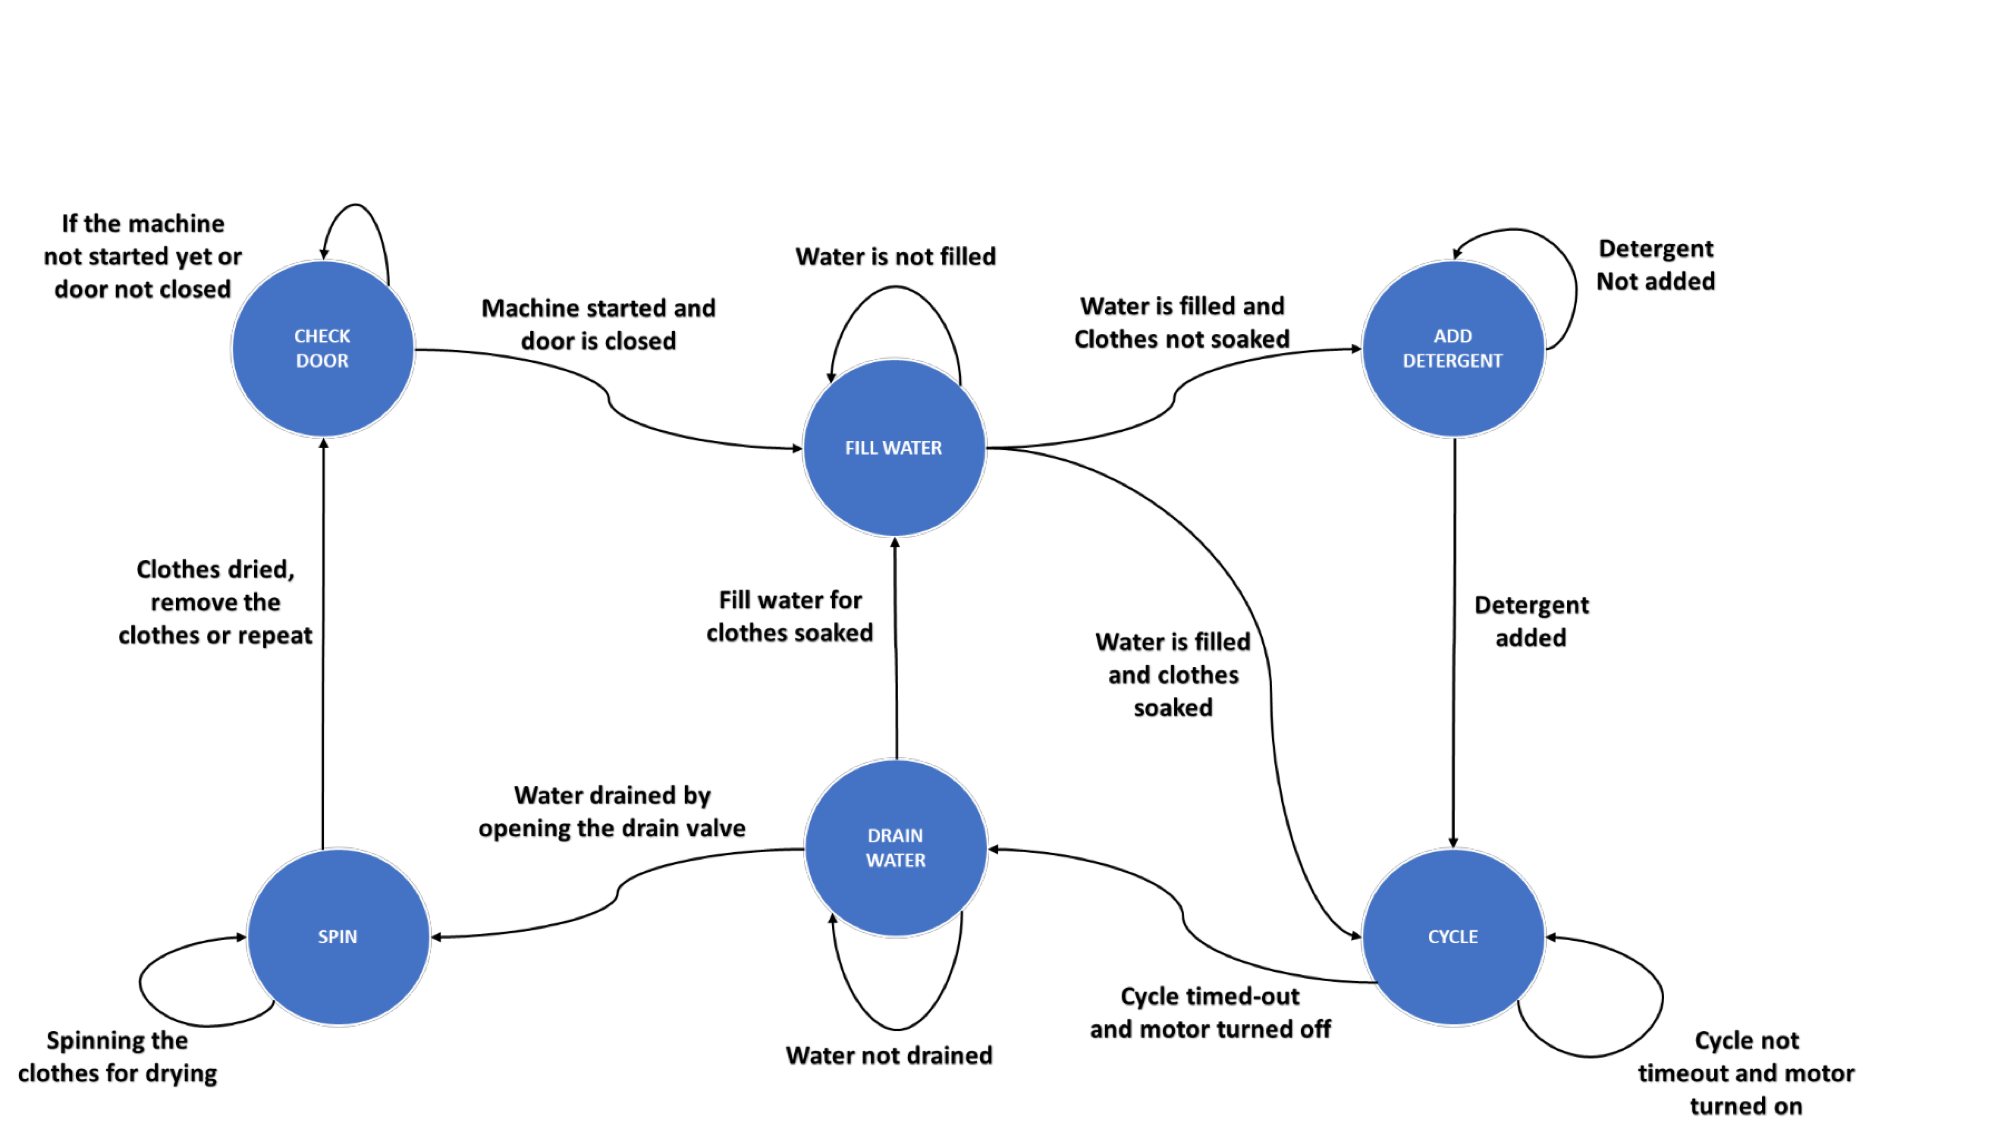 If the machine
not started yet or
door not closed
CHECK
DOOR
Machine started and
door is closed
Water is not filled
FILL WATER
Water is filled and
Clothes not soaked
ADD
DETERGENT
Detergent
Not added
Clothes dried,
remove the
clothes or repeat
Fill water for
clothes soaked
Water is filled
and clothes
soaked
Detergent
added
Water drained by
opening the drain valve
DRAIN
WATER
SPIN
CYCLE
Spinning the
clothes for drying
Water not drained
Cycle timed-out
and motor turned off
Cycle not
timeout and motor
turned on